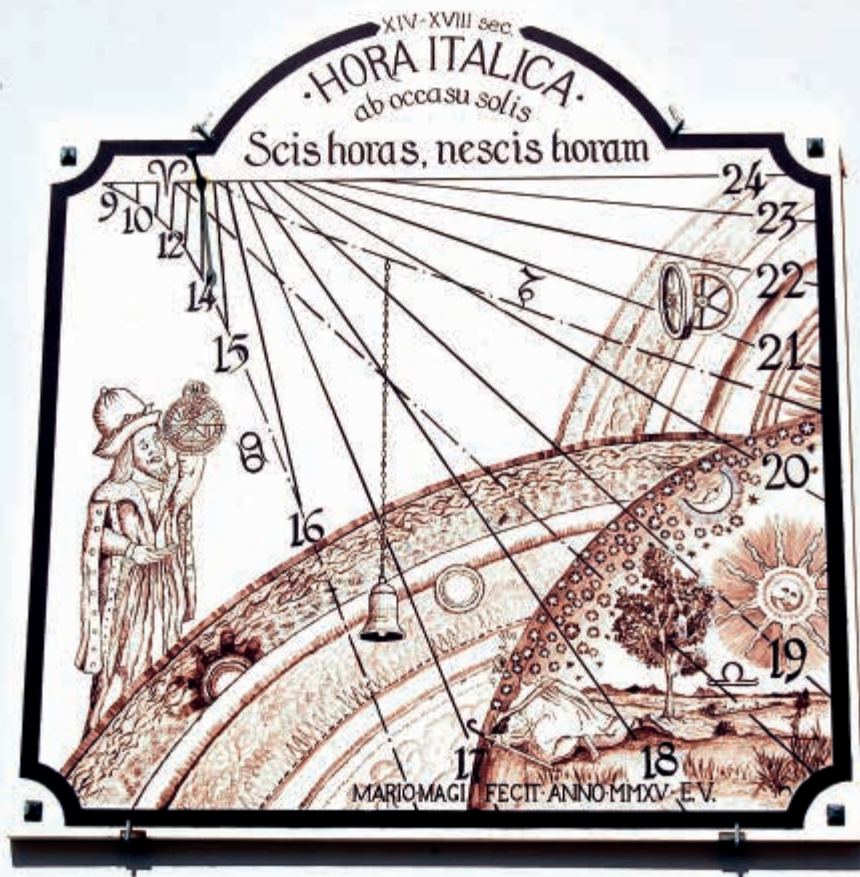 XIV-XVIII sec.
·HORA ITALICA·
ab occasu solis
Scis horas, nescis horam
24
23
22
21
20
19
18
17
16
15
14
12
10
9
MARIO·MAGI FECIT·ANNO·MMXV·E.V.